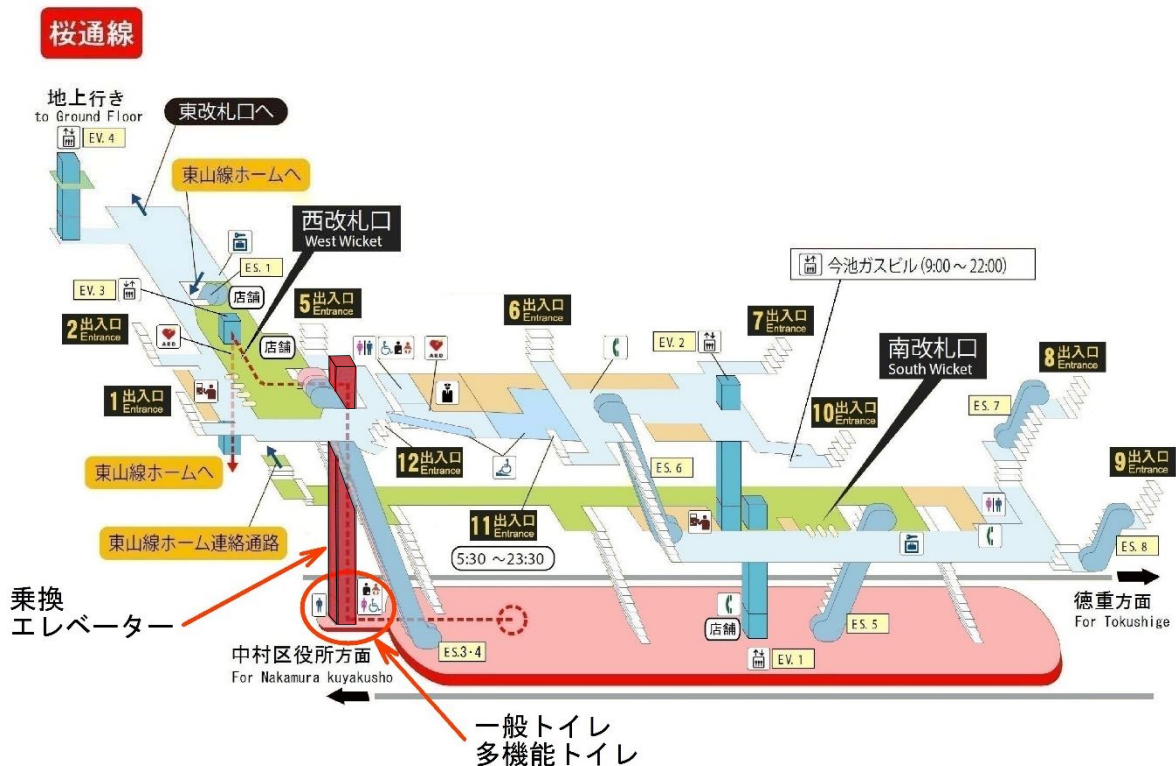 桜通線
地上行き
to Ground Floor
EV. 4
東改札口へ
東山線ホームへ
西改札口
West Wicket
ES. 1
店舗
EV. 3
今池ガスビル(9:00～22:00)
5出入口
Entrance
6出入口
Entrance
7出入口
Entrance
2出入口
Entrance
AED
店舗
AED
EV. 2
南改札口
South Wicket
8出入口
Entrance
1出入口
Entrance
ES. 7
10出入口
Entrance
12出入口
Entrance
ES. 6
9出入口
Entrance
東山線ホームへ
11出入口
Entrance
東山線ホーム連絡通路
5:30 ～23:30
ES. 8
乗換
エレベーター
店舗
ES. 5
徳重方面
For Tokushige
ES.3・4
EV. 1
中村区役所方面
For Nakamura kuyakusho
一般トイレ
多機能トイレ